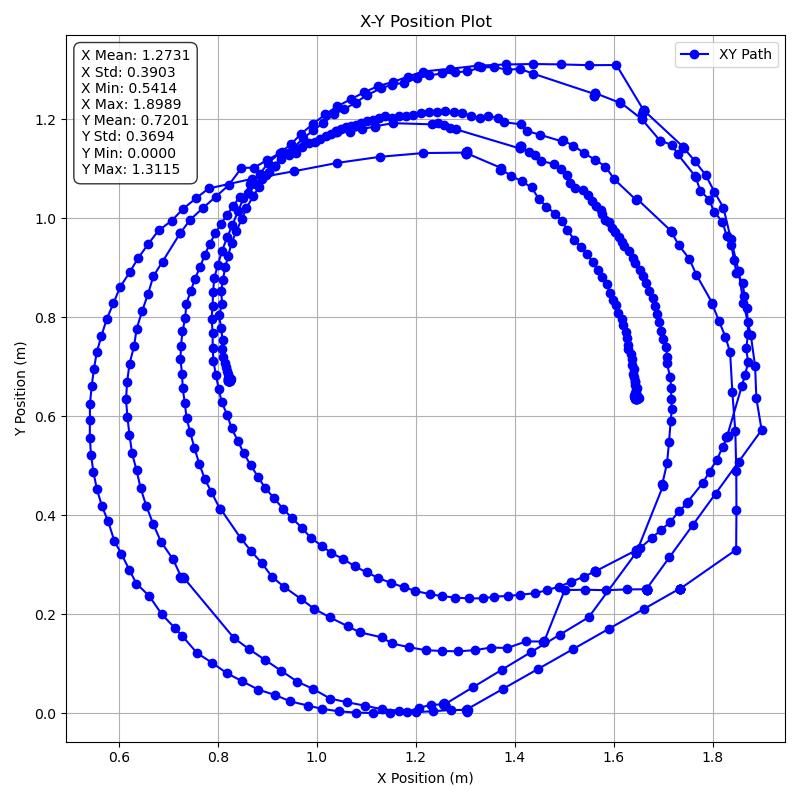 X-Y Position Plot
X Mean: 1.2731
X Std: 0.3903
X Min: 0.5414
X Max: 1.8989
Y Mean: 0.7201
Y Std: 0.3694
Y Min: 0.0000
Y Max: 1.3115
XY Path
Y Position (m)
1.2
1.0
0.8
0.6
0.4
0.2
0.0
0.6 0.8 1.0 1.2 1.4 1.6 1.8
X Position (m)